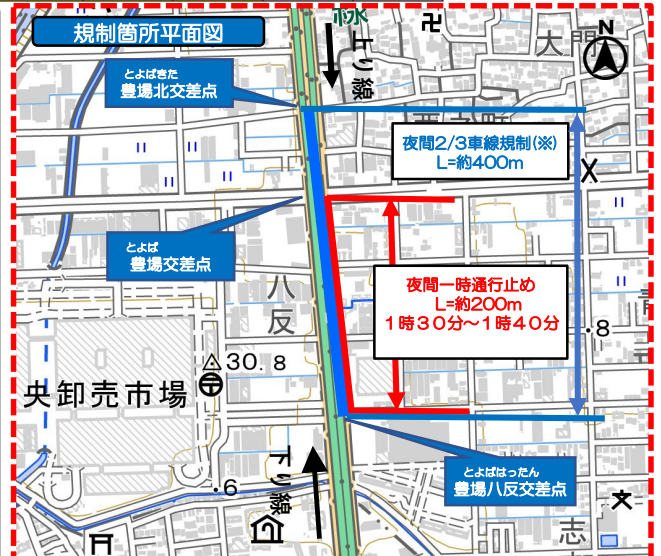 規制箇所平面図
上り線
大門
N
とよばきた
豊場北交差点
夜間2/3車線規制(※)
L=約400m
とよば
豊場交差点
八反
夜間一時通行止め
L=約200m
1時30分～1時40分
8
30.8
央卸売市場
下り線
とよばはったん
豊場八反交差点
6
志